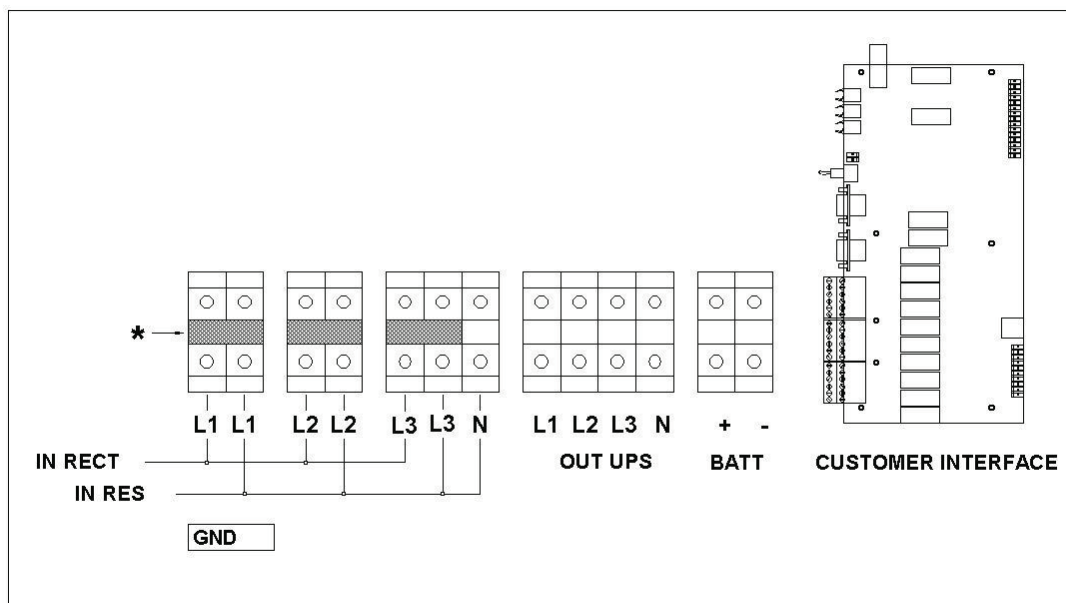 *
L1 L1 L2 L2 L3 L3 N L1 L2 L3 N + -
IN RECT OUT UPS BATT CUSTOMER INTERFACE
IN RES
GND